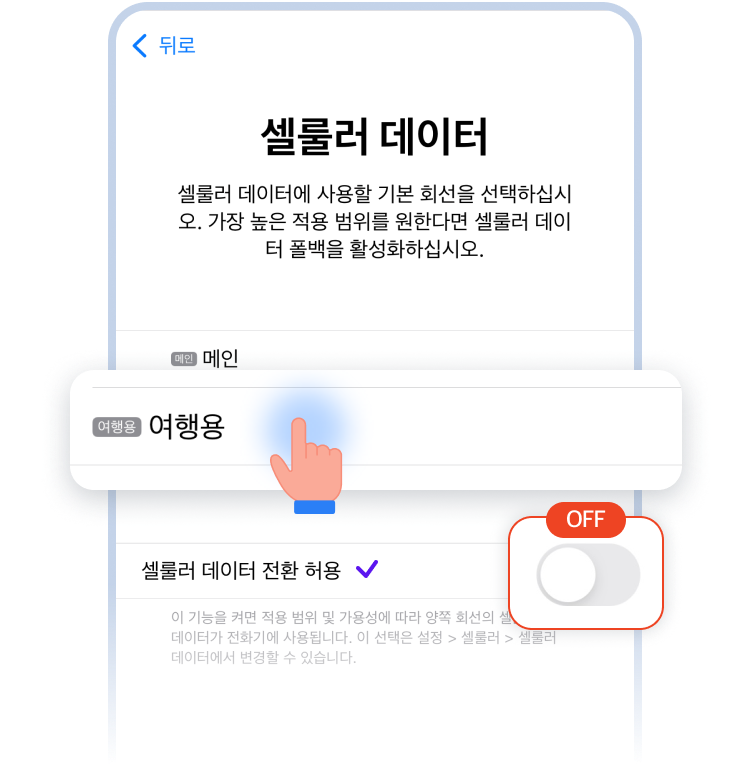 뒤로
셀룰러 데이터
셀룰러 데이터에 사용할 기본 회선을 선택하십시
오. 가장 높은 적용 범위를 원한다면 셀룰러 데이
터 폴백을 활성화하십시오.
메인 메인
여행용 여행용
OFF
셀룰러 데이터 전환 허용
이 기능을 켜면 적용 범위 및 가용성에 따라 양쪽 회선의
데이터가 전화기에 사용됩니다. 이 선택은 설정 > 셀룰러 > 셀룰러
데이터에서 변경할 수 있습니다.